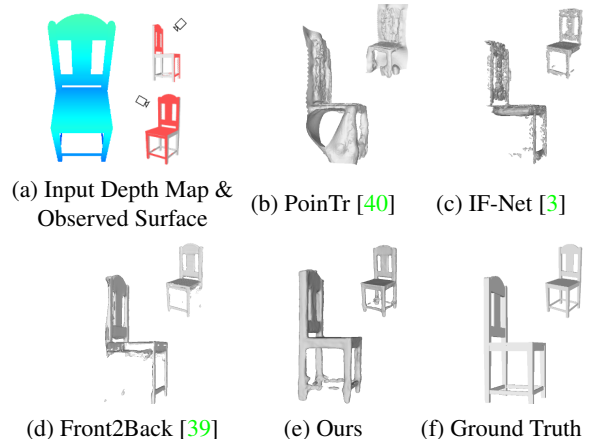 (a) Input Depth Map &
Observed Surface
(b) PoinTr [40]
(c) IF-Net [3]
(d) Front2Back [39]
(e) Ours
(f) Ground Truth